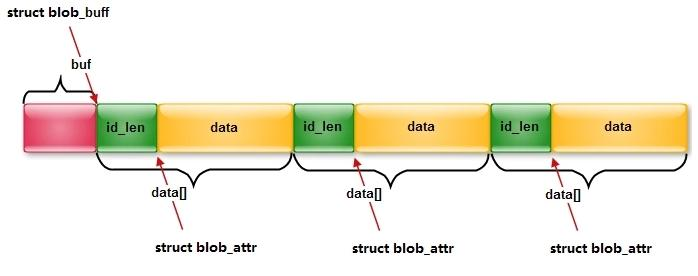 struct blob_buff
buf
id_len data id_len data id_len data
data[] data[] data[]
struct blob_attr struct blob_attr struct blob_attr